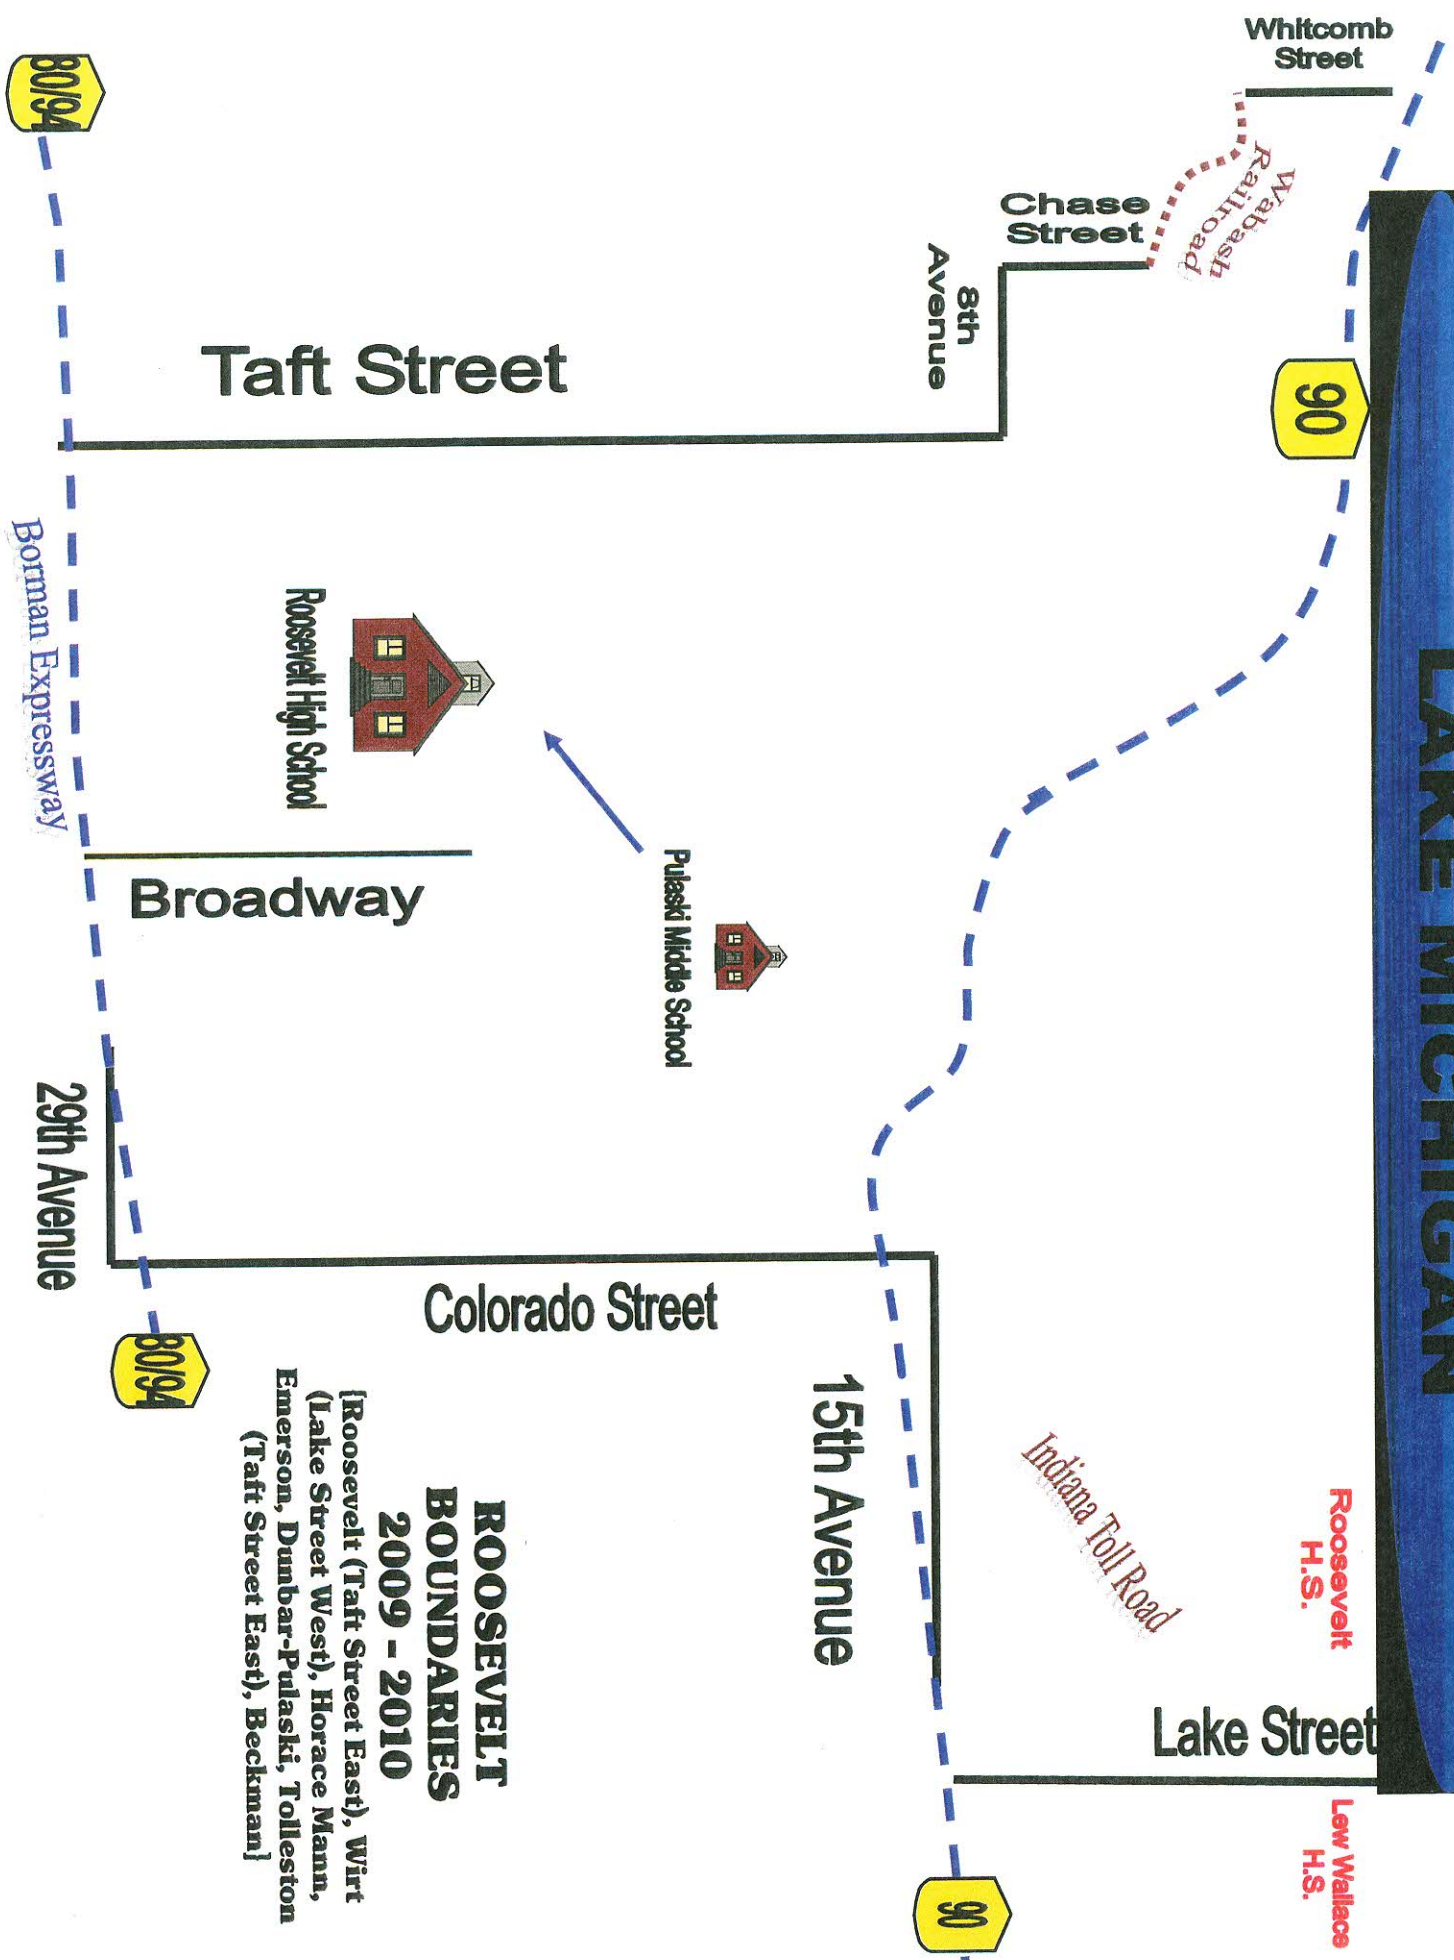 LAKE MICHIGAN
Whitcomb
Street
Wabash
Railroad
Chase
Street
8th
Avenue
90
Taft Street
80/94
Borman Expressway
Roosevelt High School
Pulaski Middle School
Broadway
29th Avenue
Colorado Street
80/94
15th Avenue
Indiana Toll Road
Roosevelt
H.S.
Lake Street
Lew Wallace
H.S.
90
ROOSEVELT
BOUNDARIES
2009 - 2010
{Roosevelt (Taft Street East), Wirt
(Lake Street West), Horace Mann,
Emerson, Dunbar-Pulaski, Tolleston
(Taft Street East), Beckman}